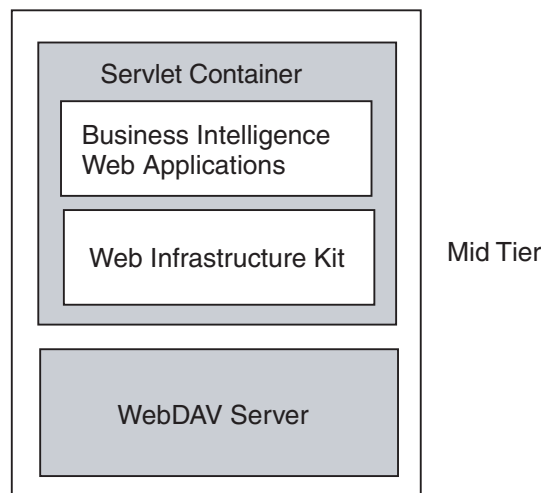 Servlet Container
Business Intelligence
Web Applications
Web Infrastructure Kit
Mid Tier
WebDAV Server